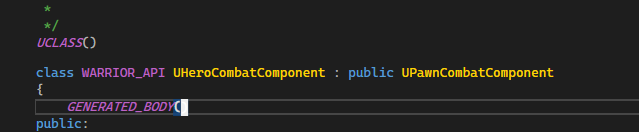 *
*/
UCLASS()
class WARRIOR_API UHeroCombatComponent : public UPawnCombatComponent
{
GENERATED_BODY()
public: